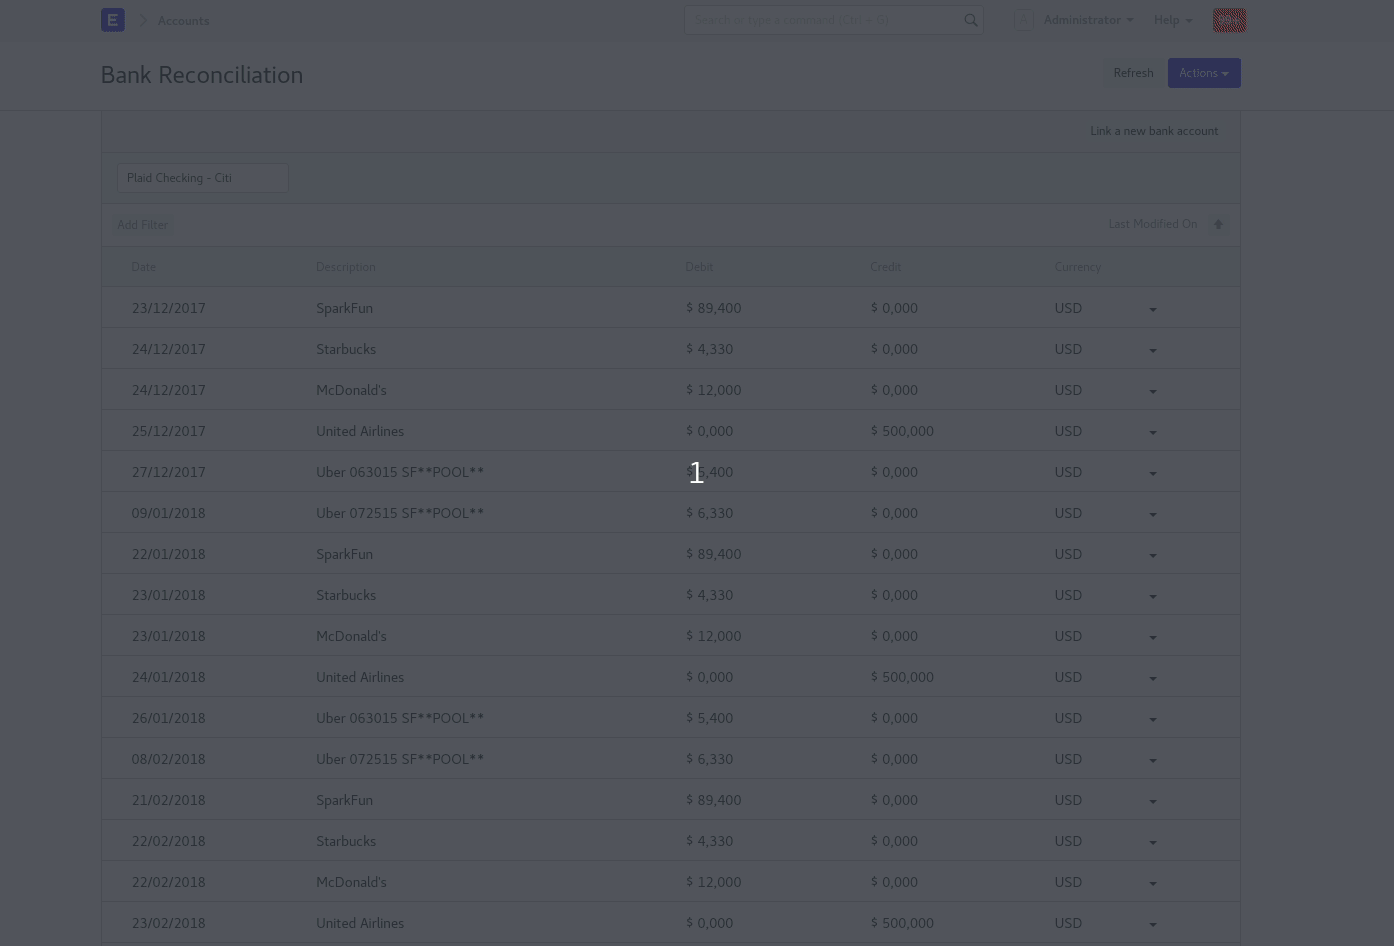 E Accounts Search or type a command (Ctrl + G) A Administrator Help
Bank Reconciliation Refresh Actions
Link a new bank account
Plaid Checking - Citi
Add Filter Last Modified On
Date Description Debit Credit Currency
23/12/2017 SparkFun $ 89,400 $ 0,000 USD
24/12/2017 Starbucks $ 4,330 $ 0,000 USD
24/12/2017 McDonald's $ 12,000 $ 0,000 USD
25/12/2017 United Airlines $ 0,000 $ 500,000 USD
27/12/2017 Uber 063015 SF**POOL** $ 5,400 $ 0,000 USD
1
09/01/2018 Uber 072515 SF**POOL** $ 6,330 $ 0,000 USD
22/01/2018 SparkFun $ 89,400 $ 0,000 USD
23/01/2018 Starbucks $ 4,330 $ 0,000 USD
23/01/2018 McDonald's $ 12,000 $ 0,000 USD
24/01/2018 United Airlines $ 0,000 $ 500,000 USD
26/01/2018 Uber 063015 SF**POOL** $ 5,400 $ 0,000 USD
08/02/2018 Uber 072515 SF**POOL** $ 6,330 $ 0,000 USD
21/02/2018 SparkFun $ 89,400 $ 0,000 USD
22/02/2018 Starbucks $ 4,330 $ 0,000 USD
22/02/2018 McDonald's $ 12,000 $ 0,000 USD
23/02/2018 United Airlines $ 0,000 $ 500,000 USD